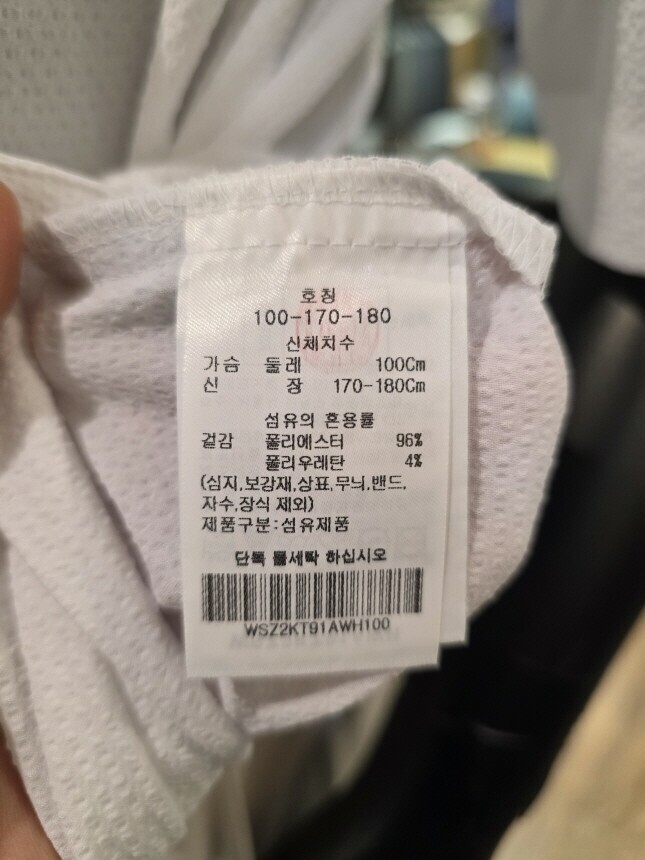 호칭
100-170-180
신체치수
가슴 둘레 100Cm
신 장 170-180Cm
섬유의 혼용률
겉감 폴리에스터 96%
폴리우레탄 4%
(심지,보강재,상표,무늬,밴드,
자수,장식 제외)
제품구분:섬유제품
단독 물세탁 하십시오
WSZ2KT91AWH100